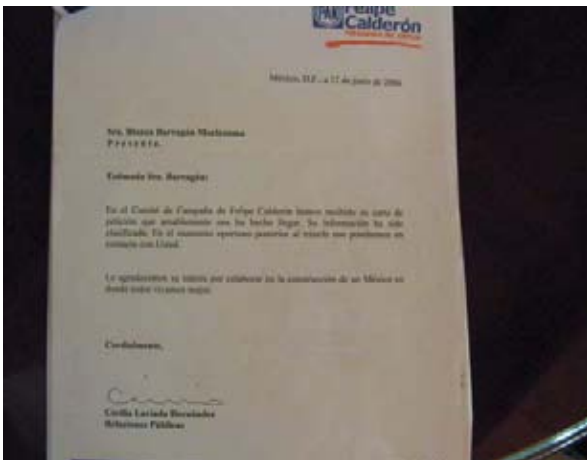 PAN Felipe
Calderón
México, D.F., a 17 de junio de 2006
Sra. Blanca Barragán Moctezuma
Presente.
Estimada Sra. Barragán:
En el Comité de Campaña de Felipe Calderón hemos recibido su carta de
petición que amablemente nos ha hecho llegar. Su información ha sido
clasificada. En el momento oportuno posterior al triunfo nos pondremos en
contacto con Usted.
Le agradecemos su interés por colaborar en la construcción de un México en
donde todos vivamos mejor.
Cordialmente,
Cecilia Laviada Hernández
Relaciones Públicas